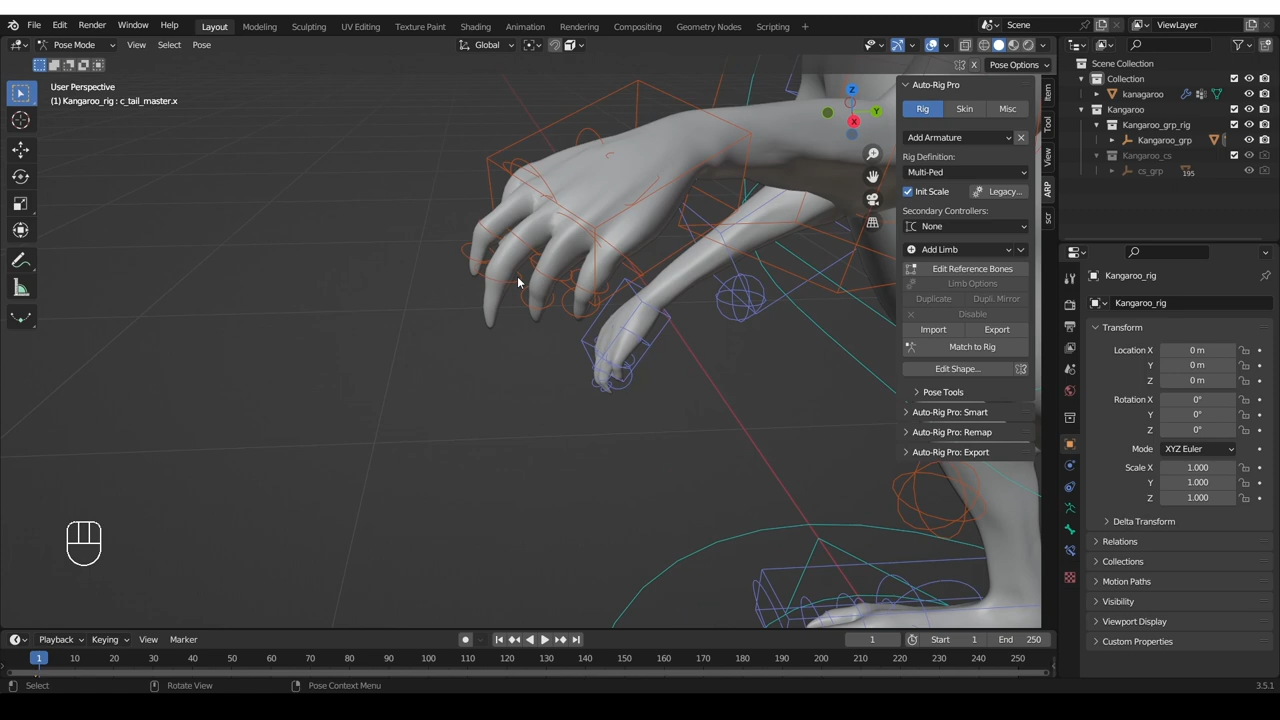 File Edit Render Window Help Layout Modeling Sculpting UV Editing Texture Paint Shading Animation Rendering Compositing Geometry Nodes Scripting + Scene ViewLayer
Pose Mode View Select Pose Global
Pose Options
User Perspective
(1) Kangaroo_rig : c_tail_master.x
Z
Y
X
Auto-Rig Pro
Rig Skin Misc
Add Armature
Rig Definition:
Multi-Ped
Init Scale Legacy...
Secondary Controllers:
None
Add Limb
Edit Reference Bones
Limb Options
Duplicate Dupli. Mirror
Disable
Import Export
Match to Rig
Edit Shape...
Pose Tools
Auto-Rig Pro: Smart
Auto-Rig Pro: Remap
Auto-Rig Pro: Export
Item
Tool
View
ARP
scr
Scene Collection
Collection
kanagaroo
Kangaroo
Kangaroo_grp_rig
Kangaroo_grp
Kangaroo_cs
cs_grp 195
Kangaroo_rig
Kangaroo_rig
Transform
Location X 0 m
Y 0 m
Z 0 m
Rotation X 0°
Y 0°
Z 0°
Mode XYZ Euler
Scale X 1.000
Y 1.000
Z 1.000
Delta Transform
Relations
Collections
Motion Paths
Visibility
Viewport Display
Custom Properties
Playback Keying View Marker 1 Start 1 End 250
1 10 20 30 40 50 60 70 80 90 100 110 120 130 140 150 160 170 180 190 200 210 220 230 240 250
Select Rotate View Pose Context Menu 3.5.1